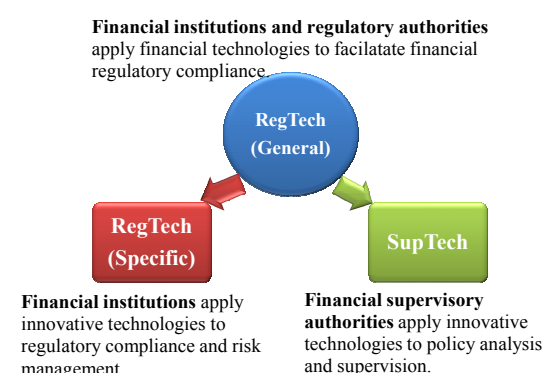 Financial institutions and regulatory authorities
apply financial technologies to facilatate financial
regulatory compliance.
RegTech
(General)
RegTech
(Specific)
SupTech
Financial institutions apply
innovative technologies to
regulatory compliance and risk
management
Financial supervisory
authorities apply innovative
technologies to policy analysis
and supervision.